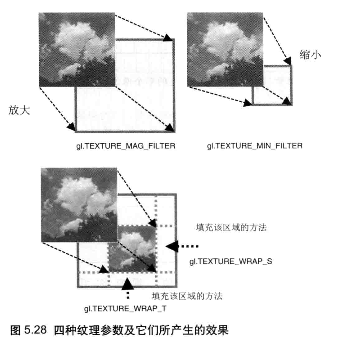 缩小
放大
gl.TEXTURE_MAG_FILTER
gl.TEXTURE_MIN_FILTER
填充该区域的方法
gl.TEXTURE_WRAP_S
填充该区域的方法
gl.TEXTURE_WRAP_T
图 5.28 四种纹理参数及它们所产生的效果